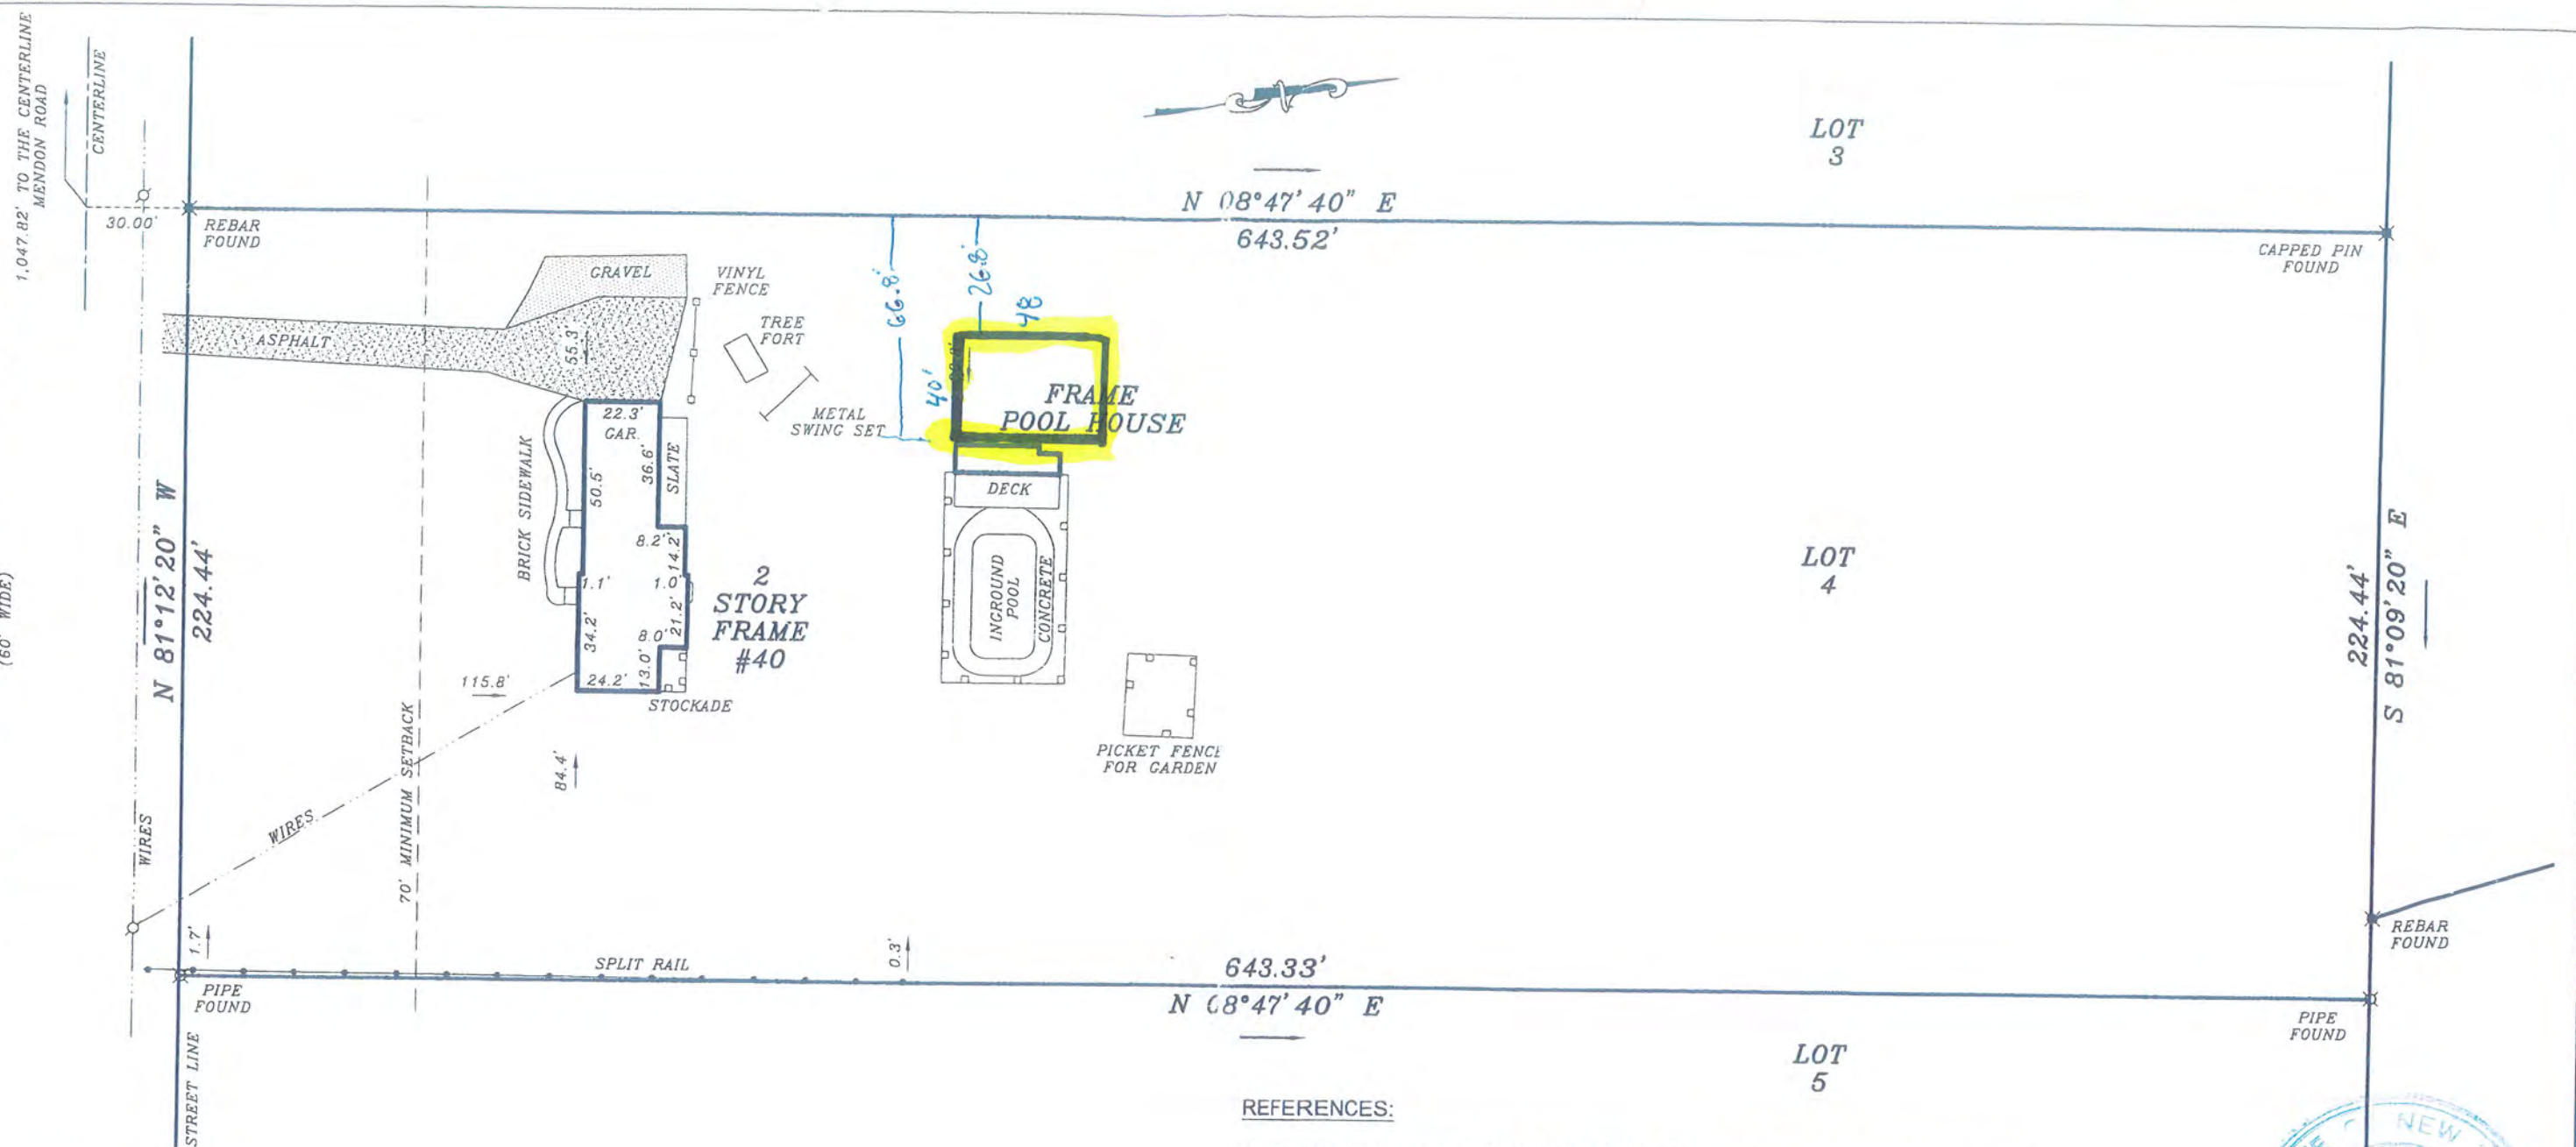 1,047.82' TO THE CENTERLINE
MENDON ROAD
CENTERLINE
30.00'
REBAR
FOUND
N 08°47'40" E
643.52'
LOT
3
CAPPED PIN
FOUND
GRAVEL
VINYL
FENCE
TREE
FORT
ASPHALT
55.3'
METAL
SWING SET
66.8'
26.8'
48
40'
FRAME
POOL HOUSE
22.3'
GAR.
36.6'
SLATE
50.5'
BRICK SIDEWALK
8.2'
14.2'
1.1'
1.0'
34.2'
21.2'
8.0'
13.0'
24.2'
2
STORY
FRAME
#40
STOCKADE
DECK
INGROUND
POOL
CONCRETE
LOT
4
N 81°12'20" W
224.44'
(60' WIDE)
224.44'
S 81°09'20" E
115.8'
84.4'
70' MINIMUM SETBACK
WIRES
WIRES
PICKET FENCE
FOR GARDEN
1.7'
SPLIT RAIL
0.3'
643.33'
N 08°47'40" E
PIPE
FOUND
REBAR
FOUND
PIPE
FOUND
STREET LINE
LOT
5
REFERENCES:
NEW